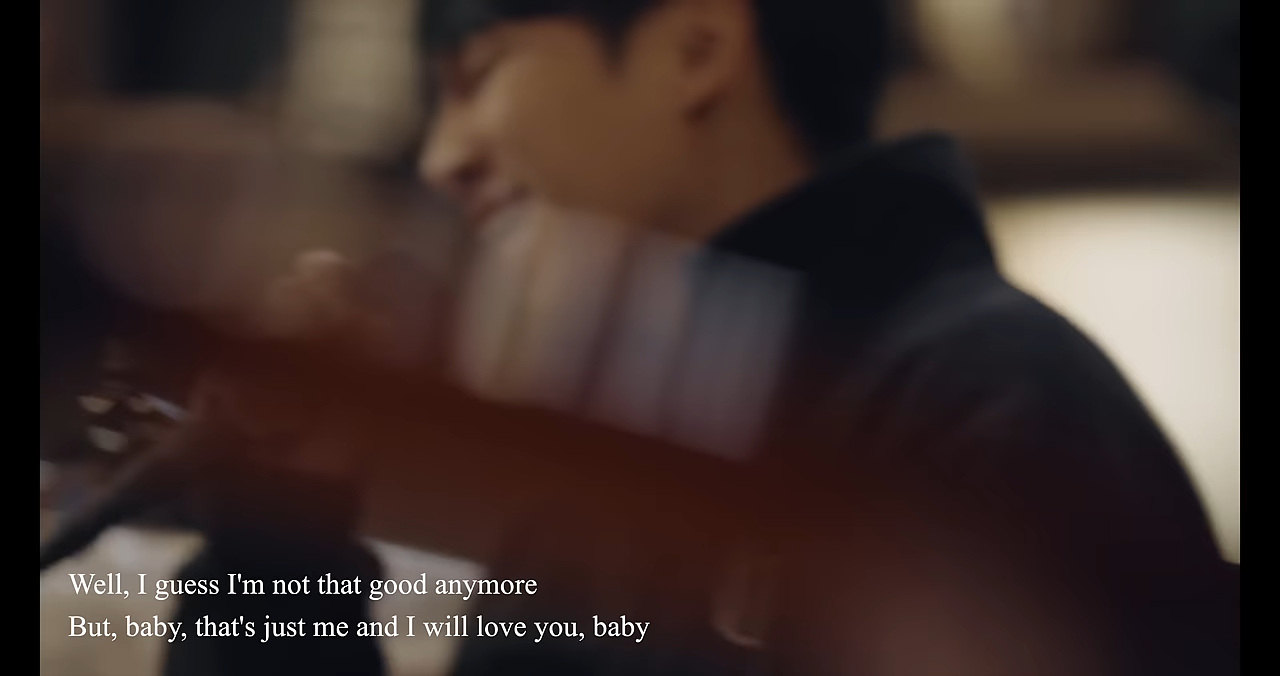 Well, I guess I'm not that good anymore
But, baby, that's just me and I will love you, baby